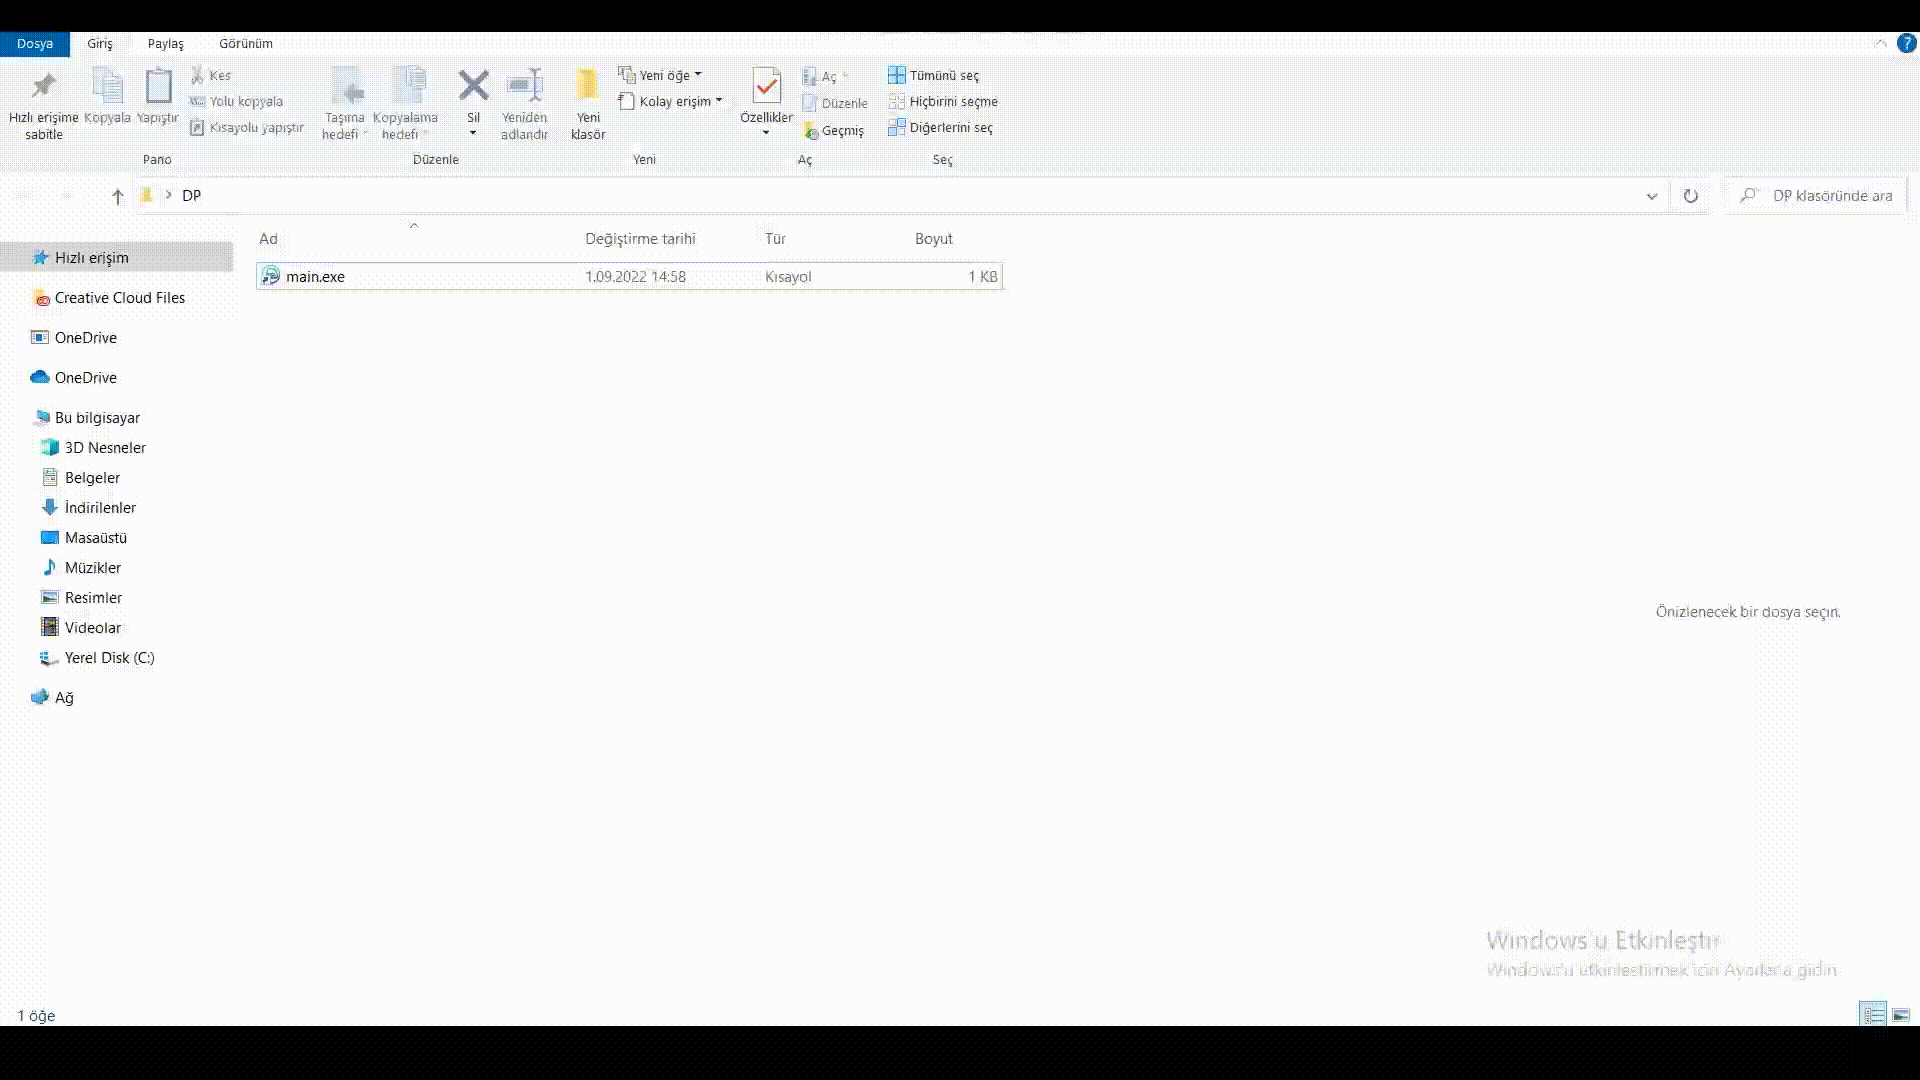 Dosya Giriş Paylaş Görünüm ?
Hızlı erişime sabitle
Kopyala
Yapıştır
Kes
Yolu kopyala
Kısayolu yapıştır
Pano
Taşıma hedefi
Kopyalama hedefi
Sil
Yeniden adlandır
Düzenle
Yeni klasör
Yeni öğe
Kolay erişim
Yeni
Özellikler
Aç
Düzenle
Geçmiş
Aç
Tümünü seç
Hiçbirini seçme
Diğerlerini seç
Seç
DP
DP klasöründe ara
Ad Değiştirme tarihi Tür Boyut
main.exe 1.09.2022 14:58 Kısayol 1 KB
Hızlı erişim
Creative Cloud Files
OneDrive
OneDrive
Bu bilgisayar
3D Nesneler
Belgeler
İndirilenler
Masaüstü
Müzikler
Resimler
Videolar
Yerel Disk (C:)
Ağ
Önizlenecek bir dosya seçin.
Windows'u Etkinleştir
Windows'u etkinleştirmek için Ayarlar'a gidin.
1 öğe